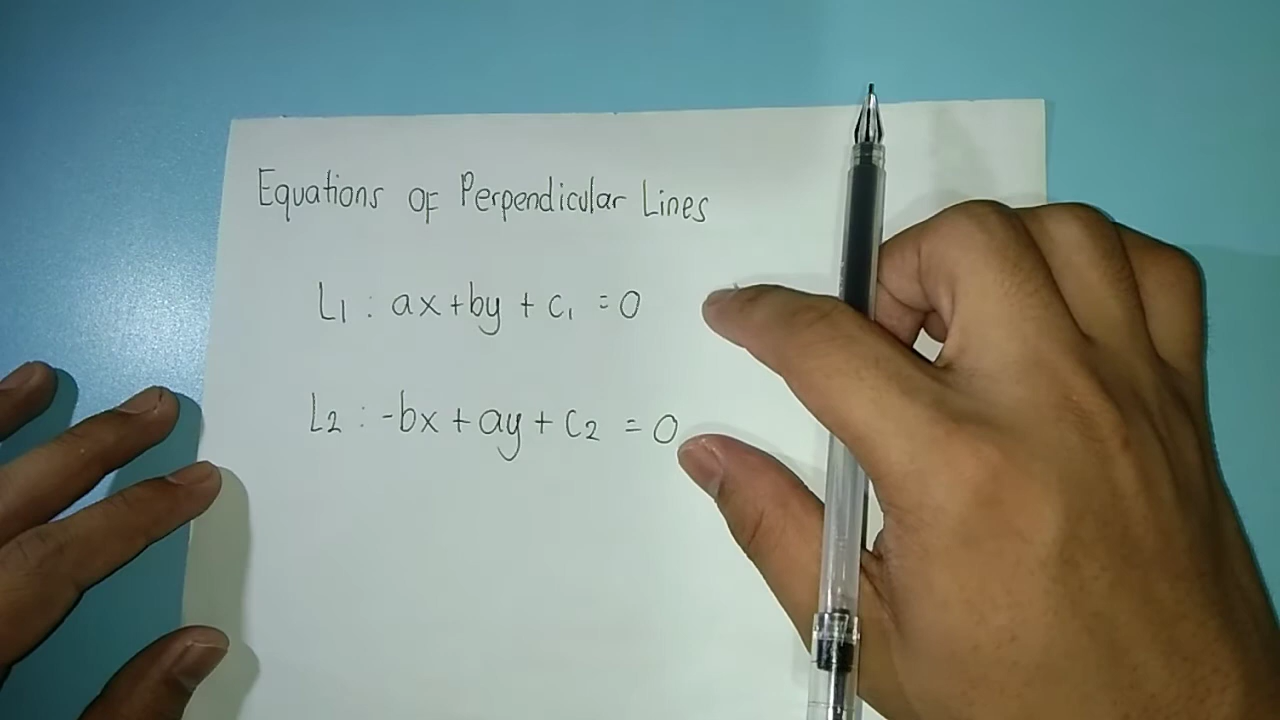 Equations OF Perpendicular Lines
L₁ : ax + by + c₁ = 0
L₂ : -bx + ay + c₂ = 0